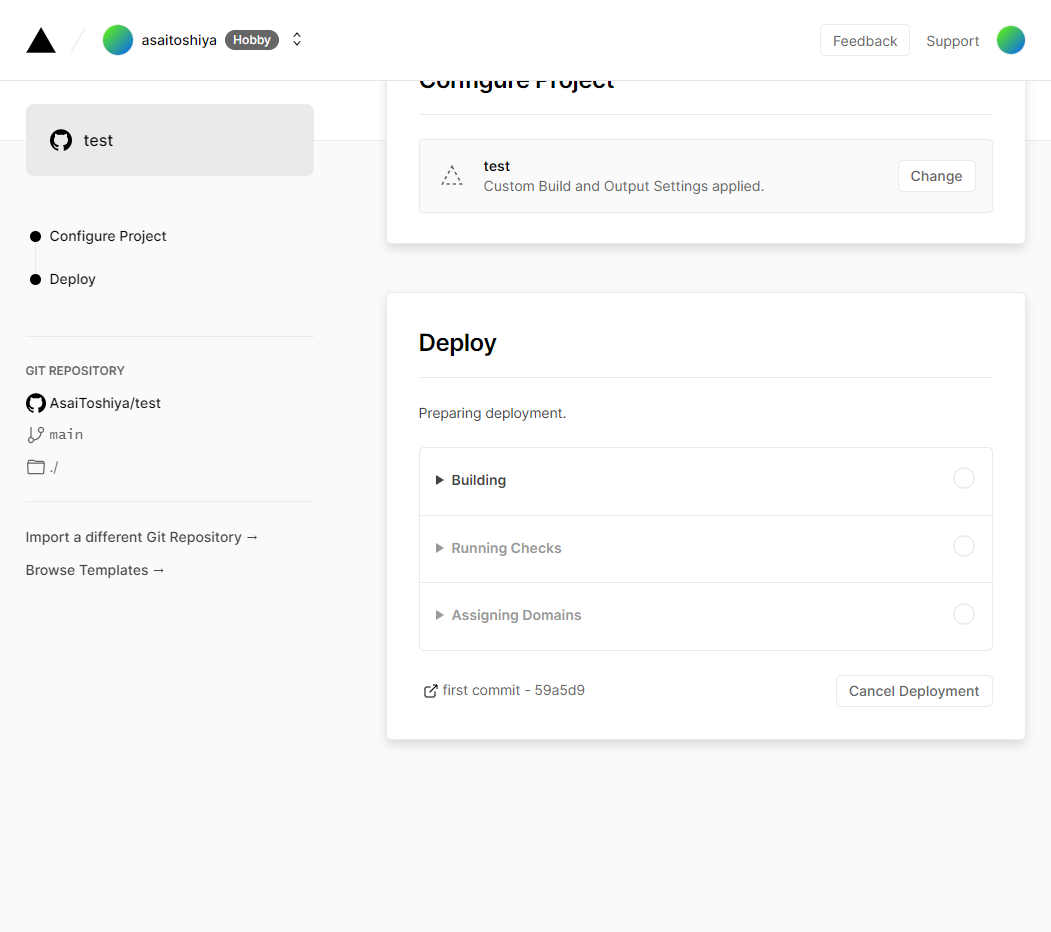 asaitoshiya Hobby
Feedback Support
test
Configure Project
Deploy
GIT REPOSITORY
AsaiToshiya/test
main
./
Import a different Git Repository →
Browse Templates →
Configure Project
test
Custom Build and Output Settings applied.
Change
Deploy
Preparing deployment.
Building
Running Checks
Assigning Domains
first commit - 59a5d9
Cancel Deployment